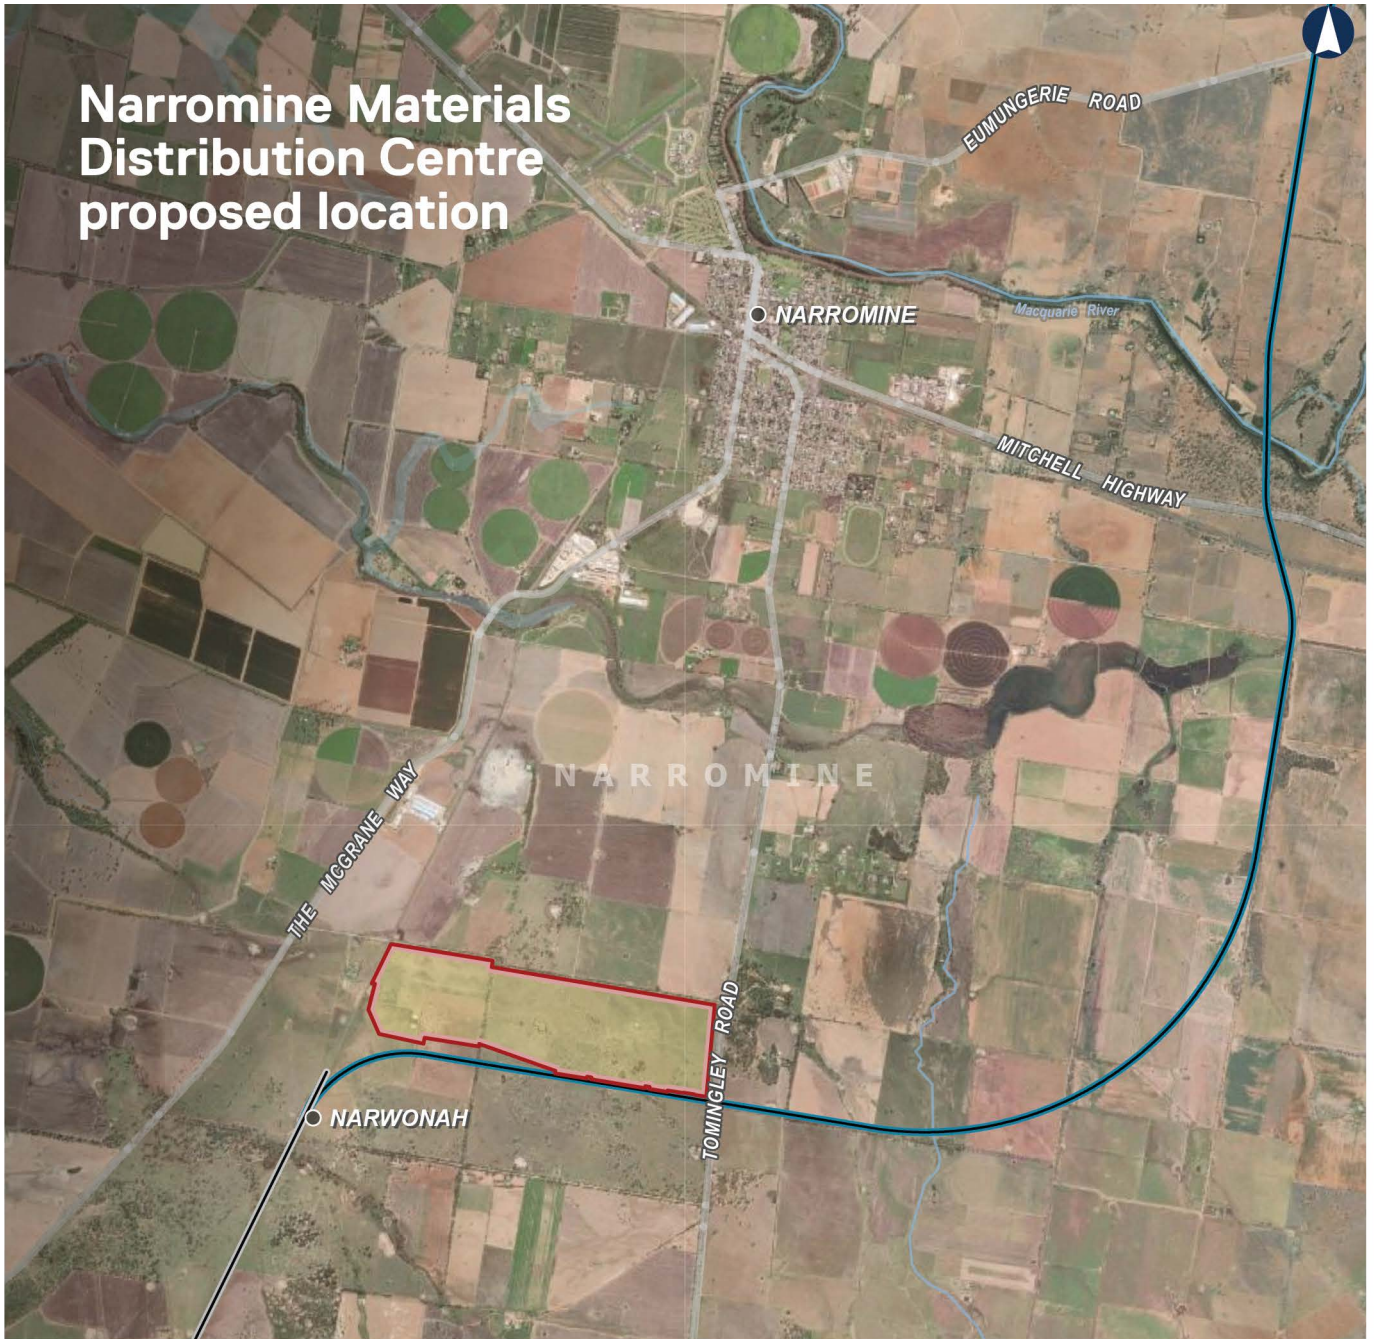 Narromine Materials
Distribution Centre
proposed location
EUMUNGERIE ROAD
NARROMINE
Macquarie River
MITCHELL HIGHWAY
NARROMINE
THE MCGRANE WAY
TOMINGLEY ROAD
NARWONAH